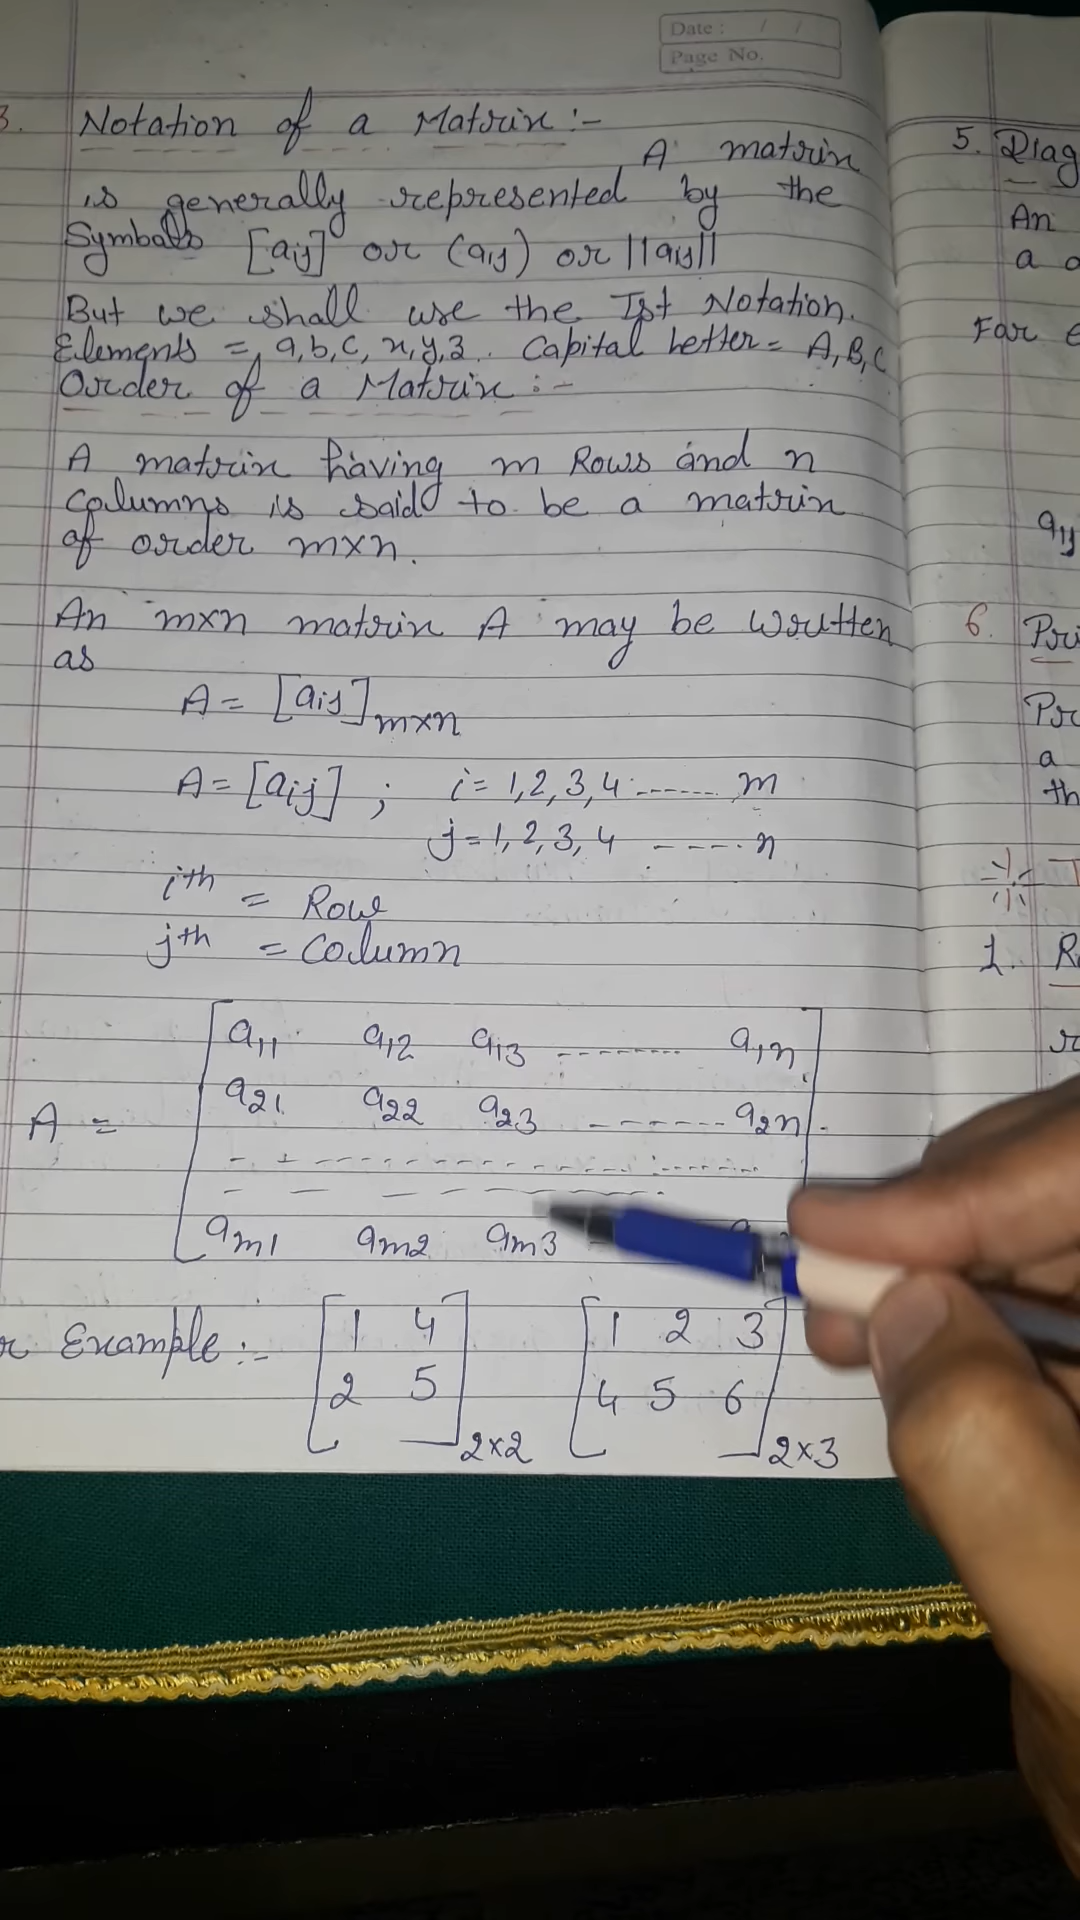 Date : / /
Page No.
3. Notation of a Matrix :-
A matrix
is generally represented by the
Symbols [aij] or (aij) or ||aij||
But we shall use the Ist Notation.
Elements = a, b, c, x, y, z. Capital Letter = A, B, C
Order of a Matrix :-
A matrix having m Rows and n
columns is said to be a matrix
of order m×n.
An m×n matrix A may be written
as
A = [aij]m×n
A = [aij] ; i = 1, 2, 3, 4 ....... m
j = 1, 2, 3, 4 ----- n
ith = Row
jth = Column
a11 a12 a13 -------- a1n
A = a21 a22 a23 ------- a2n
am1 am2 am3
Example :- [1 4 [1 2 3]
2 5]2×2 4 5 6]2×3
5. Diag
An
a
For
aij
6. Pri
Pr
a
th
1. R